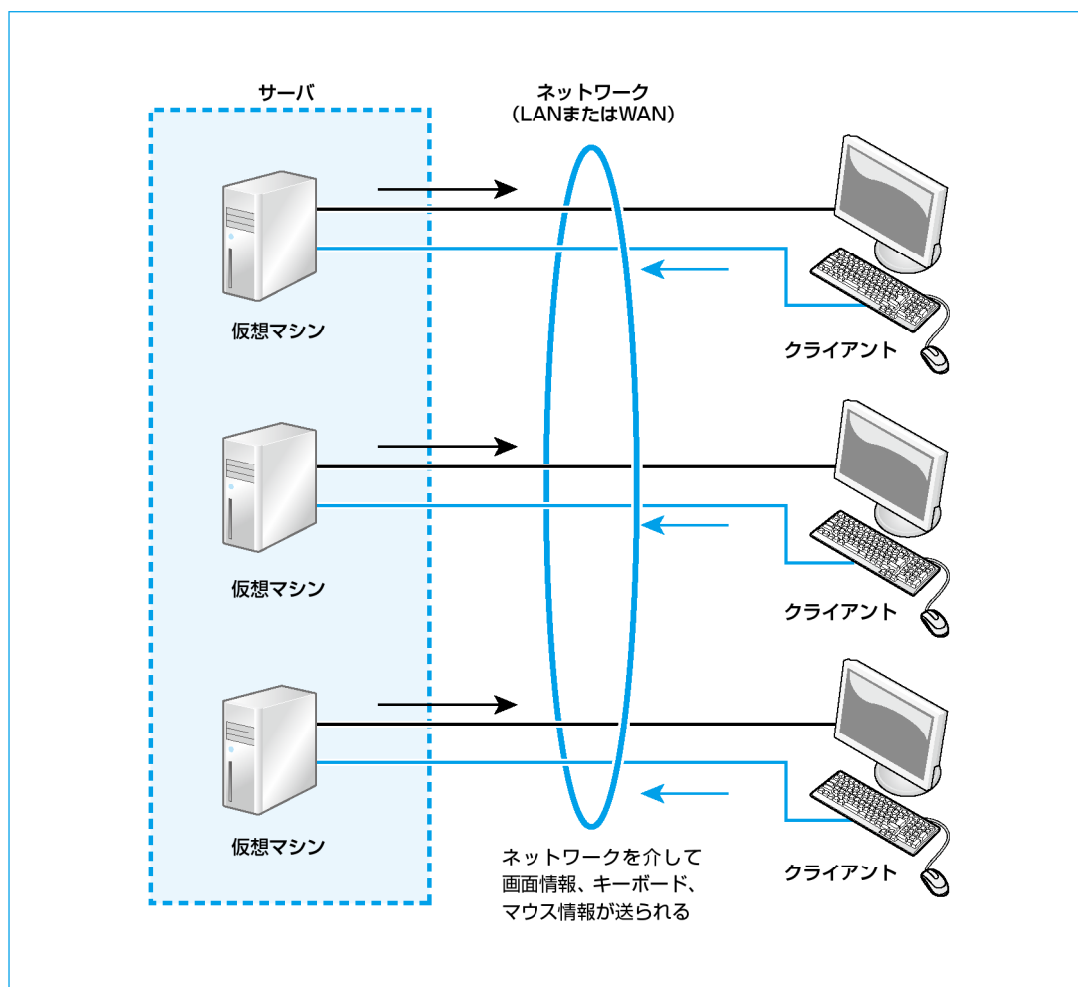 サーバ
ネットワーク
（LANまたはWAN）
仮想マシン
クライアント
仮想マシン
クライアント
仮想マシン
クライアント
ネットワークを介して
画面情報、キーボード、
マウス情報が送られる